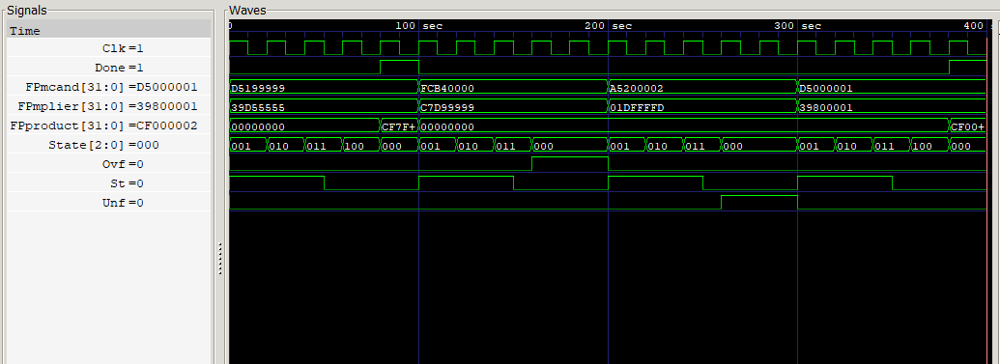 Signals
Waves
Time
0 100 sec 200 sec 300 sec 400 s
Clk=1
Done=1
FPmcand[31:0]=D5000001 D5199999 FCB40000 A5200002 D5000001
FPmplier[31:0]=39800001 39D55555 C7D99999 01DFFFFD 39800001
FPproduct[31:0]=CF000002 00000000 CF7F+ 00000000 CF00+
State[2:0]=000 001 010 011 100 000 001 010 011 000 001 010 011 000 001 010 011 100 000
Ovf=0
St=0
Unf=0